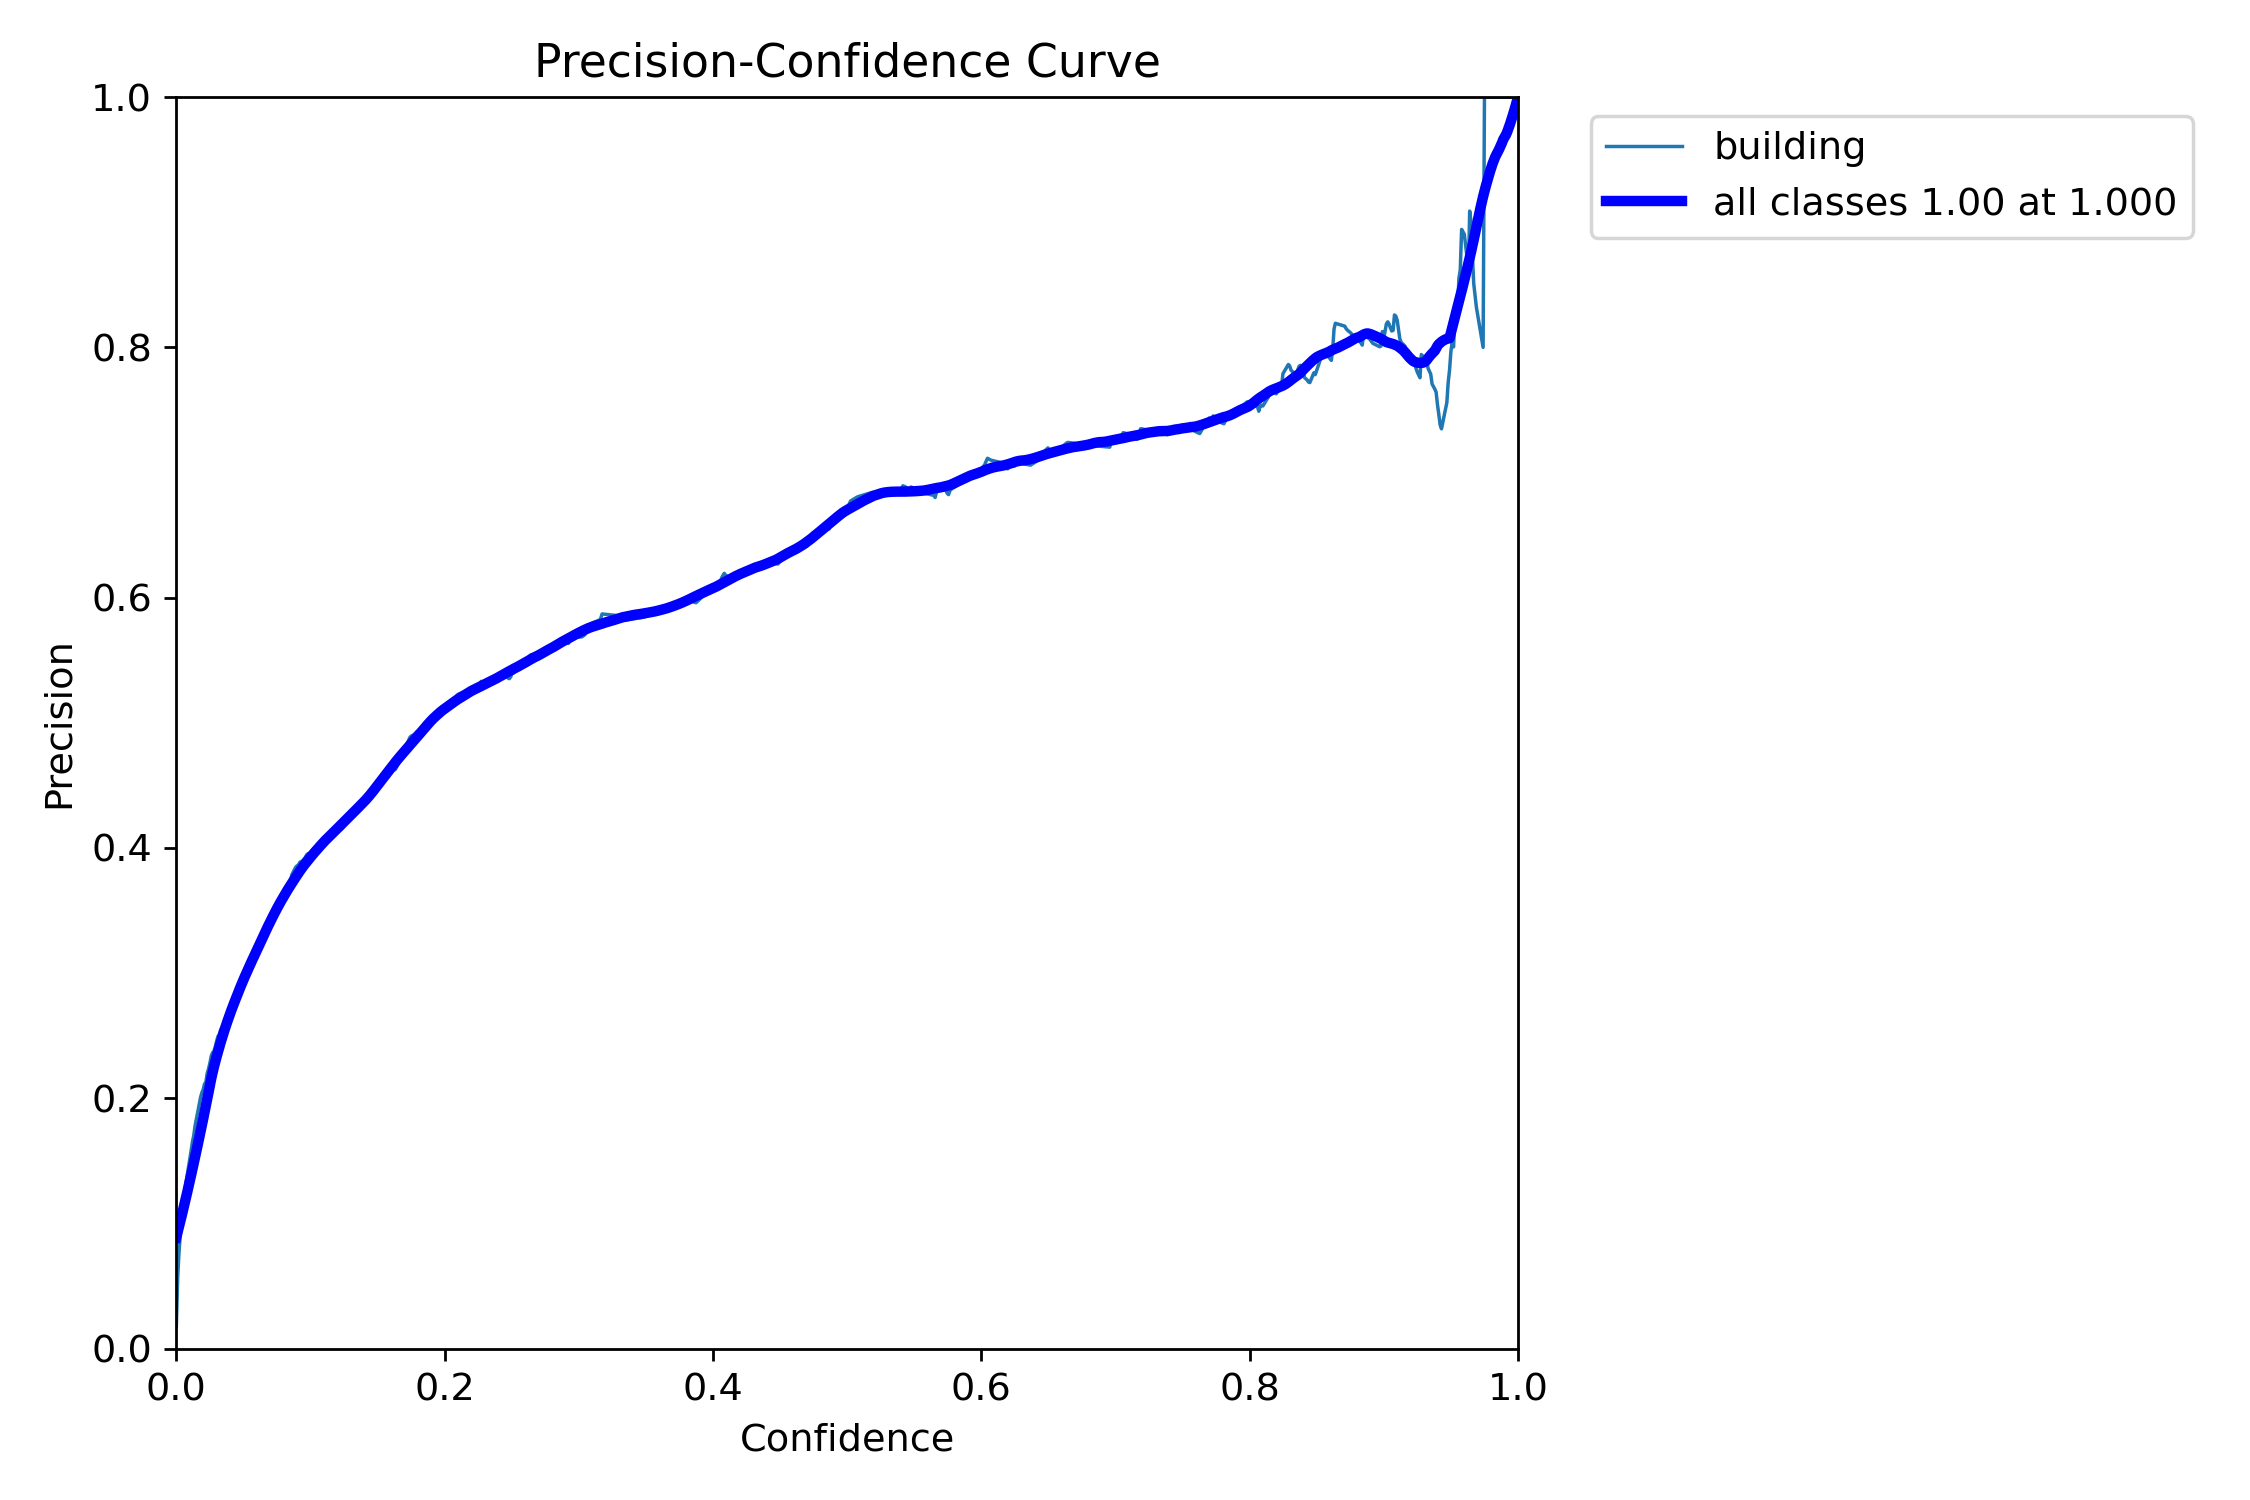 Precision-Confidence Curve
1.0
0.8
0.6
0.4
0.2
0.0
Precision
0.0 0.2 0.4 0.6 0.8 1.0
Confidence
building
all classes 1.00 at 1.000